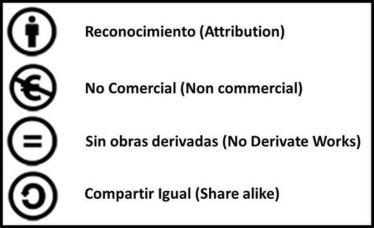 Reconocimiento (Attribution)
No Comercial (Non commercial)
Sin obras derivadas (No Derivate Works)
Compartir Igual (Share alike)